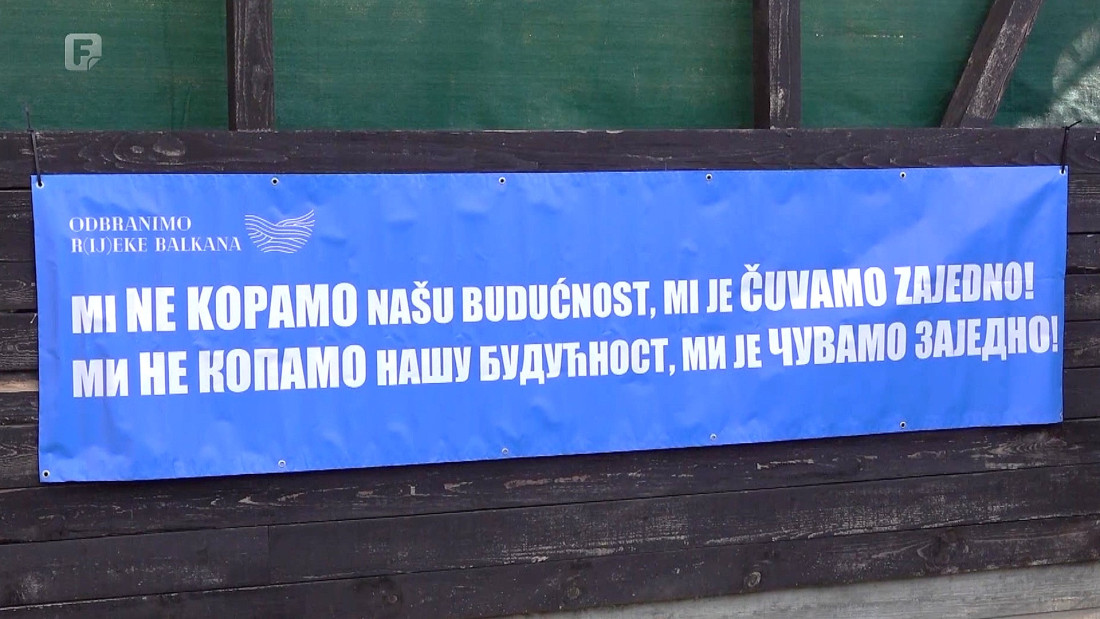 F
ODBRANIMO
R(IJ)EKE BALKANA
MI NE KOPAMO NAŠU BUDUĆNOST, MI JE ČUVAMO ZAJEDNO!
МИ НЕ КОПАМО НАШУ БУДУЋНОСТ, МИ ЈЕ ЧУВАМО ЗАЈЕДНО!